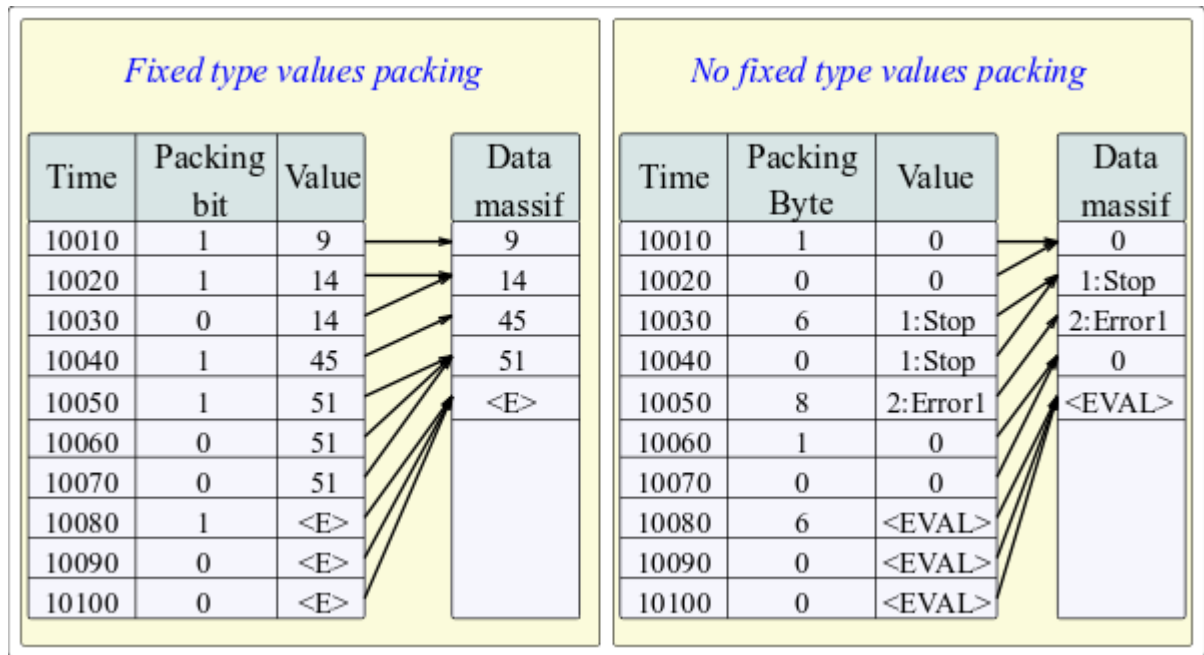 Fixed type values packing
Time Packing bit Value Data massif
10010 1 9 9
10020 1 14 14
10030 0 14 45
10040 1 45 51
10050 1 51 <E>
10060 0 51
10070 0 51
10080 1 <E>
10090 0 <E>
10100 0 <E>
No fixed type values packing
Time Packing Byte Value Data massif
10010 1 0 0
10020 0 0 1:Stop
10030 6 1:Stop 2:Error1
10040 0 1:Stop 0
10050 8 2:Error1 <EVAL>
10060 1 0
10070 0 0
10080 6 <EVAL>
10090 0 <EVAL>
10100 0 <EVAL>